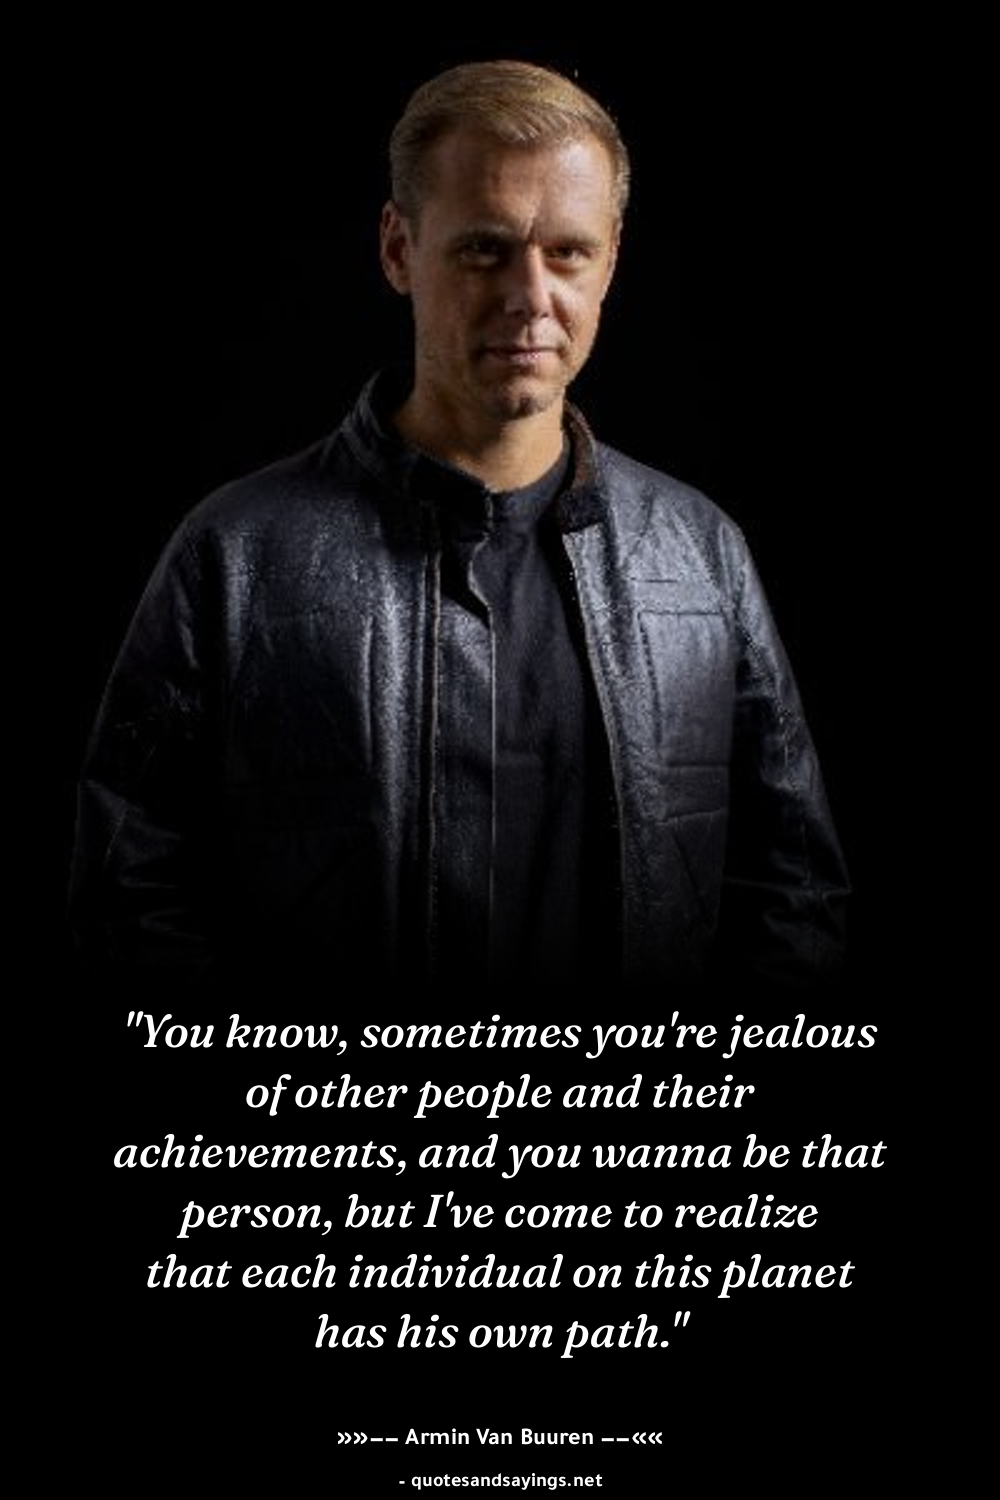 "You know, sometimes you're jealous
of other people and their
achievements, and you wanna be that
person, but I've come to realize
that each individual on this planet
has his own path."
»»−− Armin Van Buuren −−««
- quotesandsayings.net